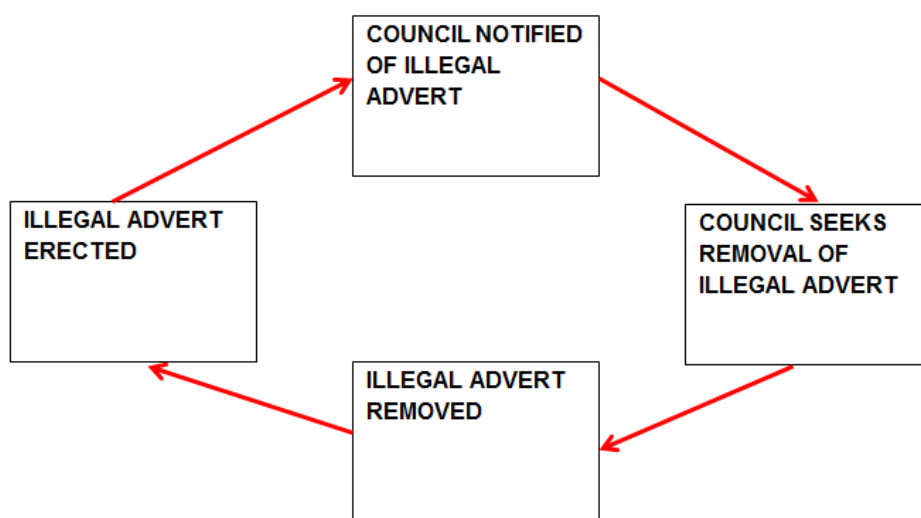 COUNCIL NOTIFIED
OF ILLEGAL
ADVERT
ILLEGAL ADVERT
ERECTED
COUNCIL SEEKS
REMOVAL OF
ILLEGAL ADVERT
ILLEGAL ADVERT
REMOVED